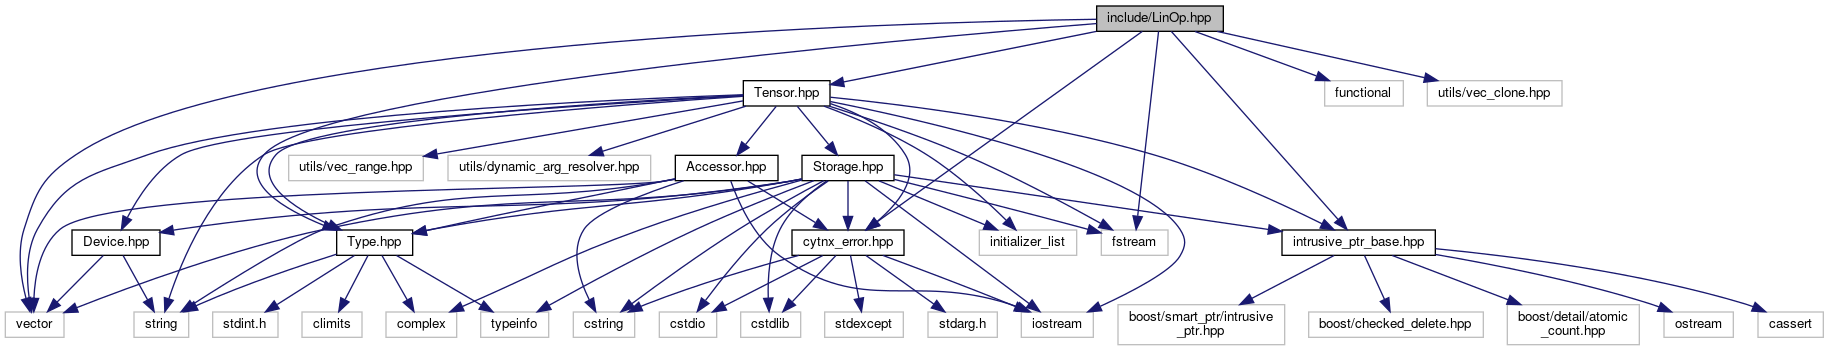 include/LinOp.hpp
Tensor.hpp
functional
utils/vec_clone.hpp
utils/vec_range.hpp
utils/dynamic_arg_resolver.hpp
Accessor.hpp
Storage.hpp
Device.hpp
Type.hpp
cytnx_error.hpp
initializer_list
fstream
intrusive_ptr_base.hpp
vector
string
stdint.h
climits
complex
typeinfo
cstring
cstdio
cstdlib
stdexcept
stdarg.h
iostream
boost/smart_ptr/intrusive
_ptr.hpp
boost/checked_delete.hpp
boost/detail/atomic
_count.hpp
ostream
cassert